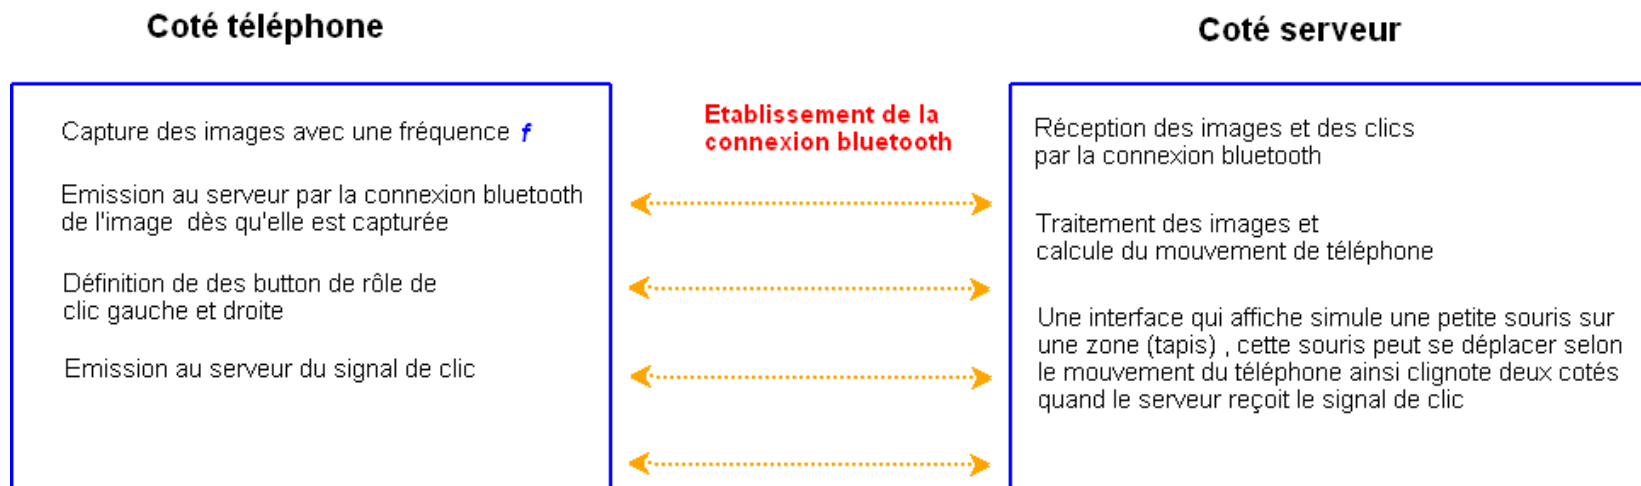 Coté téléphone
Capture des images avec une fréquence f
Emission au serveur par la connexion bluetooth
de l'image dès qu'elle est capturée
Définition de des button de rôle de
clic gauche et droite
Emission au serveur du signal de clic
Etablissement de la
connexion bluetooth
Coté serveur
Réception des images et des clics
par la connexion bluetooth
Traitement des images et
calcule du mouvement de téléphone
Une interface qui affiche simule une petite souris sur
une zone (tapis) , cette souris peut se déplacer selon
le mouvement du téléphone ainsi clignote deux cotés
quand le serveur reçoit le signal de clic